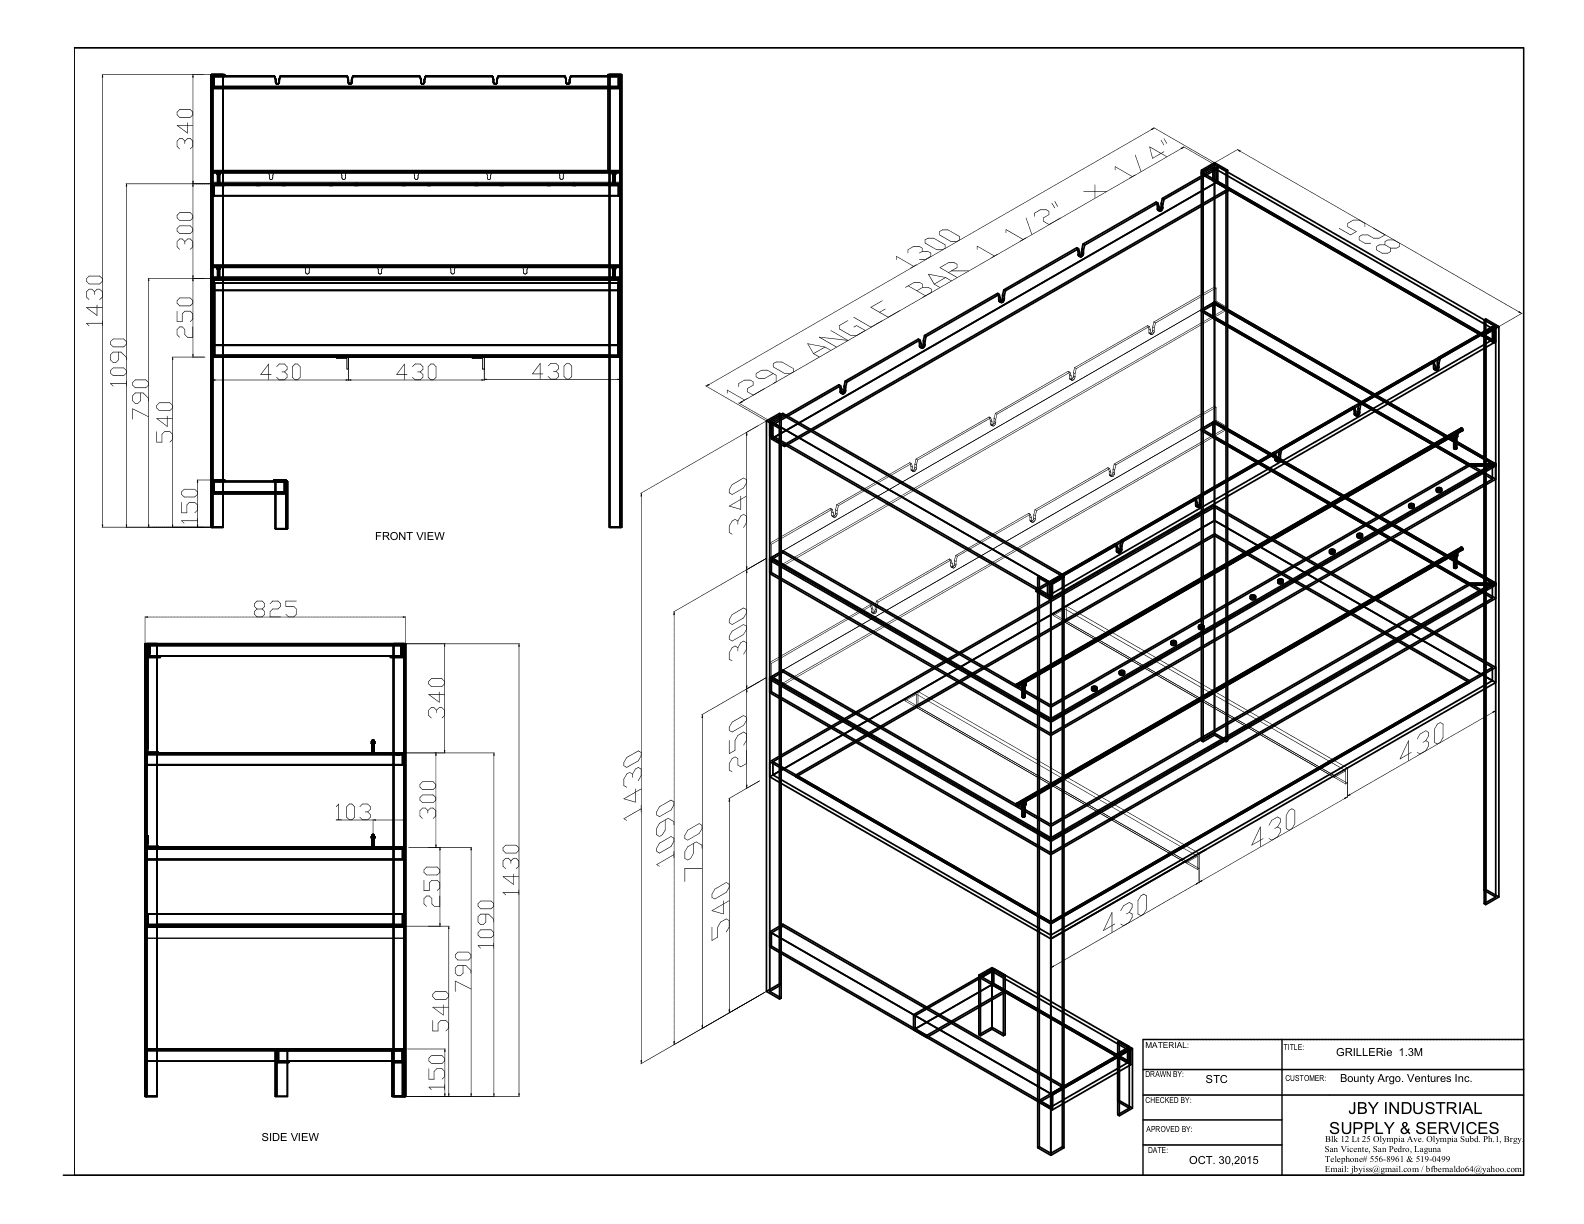 340
300
250
1430
1090
790
540
150
430
430
430
FRONT VIEW
825
340
300
103
250
1430
1090
790
540
150
SIDE VIEW
1300
1290 ANGLE BAR 1 1/2" X 1/4"
825
340
300
250
1430
1090
790
540
430
430
430
MATERIAL:
TITLE:
GRILLERie 1.3M
DRAWN BY:
STC
CUSTOMER:
Bounty Argo. Ventures Inc.
CHECKED BY:
APROVED BY:
DATE:
OCT. 30,2015
JBY INDUSTRIAL
SUPPLY & SERVICES
Blk 12 Lt 25 Olympia Ave. Olympia Subd. Ph.1, Brgy.
San Vicente, San Pedro, Laguna
Telephone# 556-8961 & 519-0499
Email: jbyiss@gmail.com / bfbernaldo64@yahoo.com